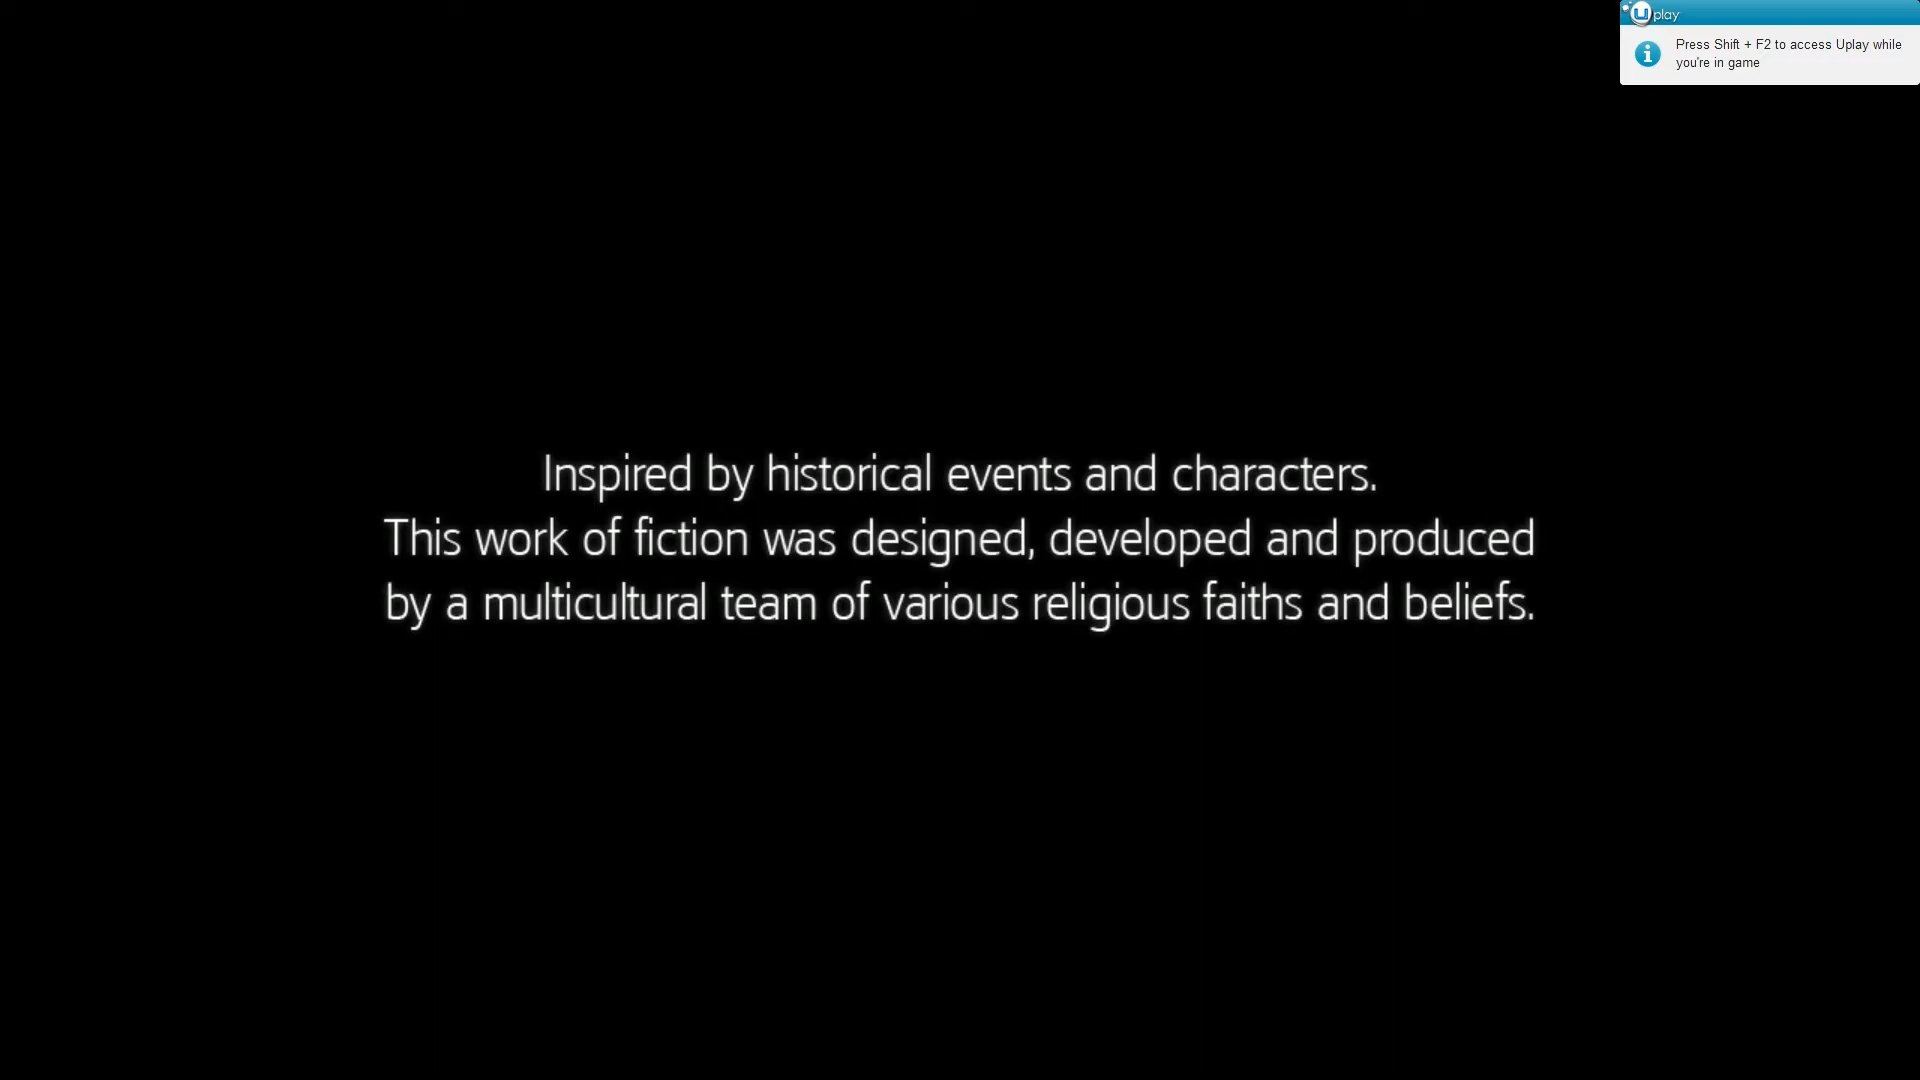 Uplay
Press Shift + F2 to access Uplay while
you're in game
Inspired by historical events and characters.
This work of fiction was designed, developed and produced
by a multicultural team of various religious faiths and beliefs.